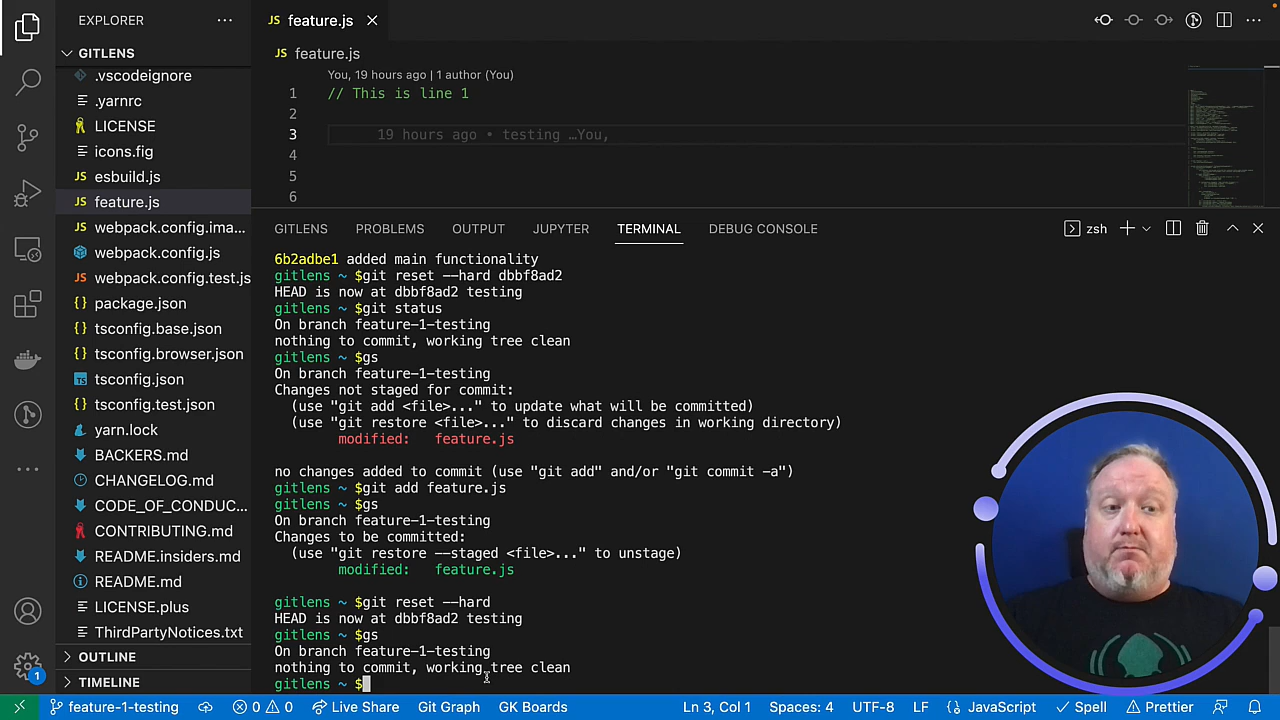 EXPLORER
GITLENS
.vscodeignore
.yarnrc
LICENSE
icons.fig
esbuild.js
feature.js
webpack.config.ima...
webpack.config.js
webpack.config.test.js
package.json
tsconfig.base.json
tsconfig.browser.json
tsconfig.json
tsconfig.test.json
yarn.lock
BACKERS.md
CHANGELOG.md
CODE_OF_CONDUC...
CONTRIBUTING.md
README.insiders.md
README.md
LICENSE.plus
ThirdPartyNotices.txt
OUTLINE
TIMELINE
JS feature.js
JS feature.js
You, 19 hours ago | 1 author (You)
1 // This is line 1
2
3 19 hours ago • testing …You,
4
5
6
GITLENS PROBLEMS OUTPUT TERMINAL DEBUG CONSOLE zsh
6b2adbe1 added main functionality
gitlens ~ $git reset --hard dbbf8ad2
HEAD is now at dbbf8ad2 testing
gitlens ~ $git status
On branch feature-1-testing
nothing to commit, working tree clean
gitlens ~ $gs
On branch feature-1-testing
Changes not staged for commit:
(use "git add <file>..." to update what will be committed)
(use "git restore <file>..." to discard changes in working directory)
modified: feature.js
no changes added to commit (use "git add" and/or "git commit -a")
gitlens ~ $git add feature.js
gitlens ~ $gs
On branch feature-1-testing
Changes to be committed:
(use "git restore --staged <file>..." to unstage)
modified: feature.js
gitlens ~ $git reset --hard
HEAD is now at dbbf8ad2 testing
gitlens ~ $gs
On branch feature-1-testing
nothing to commit, working tree clean
gitlens ~ $
1
feature-1-testing 0 0 Live Share Git Graph GK Boards Ln 3, Col 1 Spaces: 4 UTF-8 LF {} JavaScript Spell Prettier